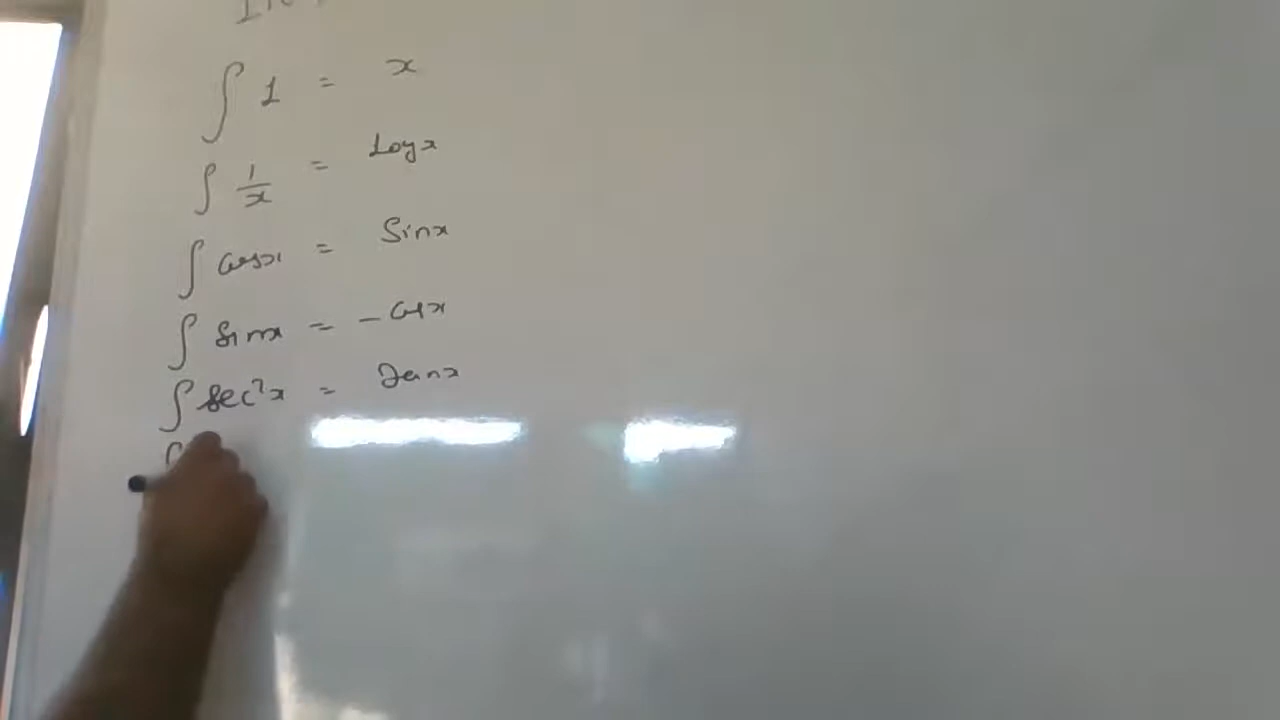 ∫ 1 = x
∫ 1/x = Logx
∫ cosx = Sinx
∫ sinx = -cosx
∫ sec²x = Tanx
∫